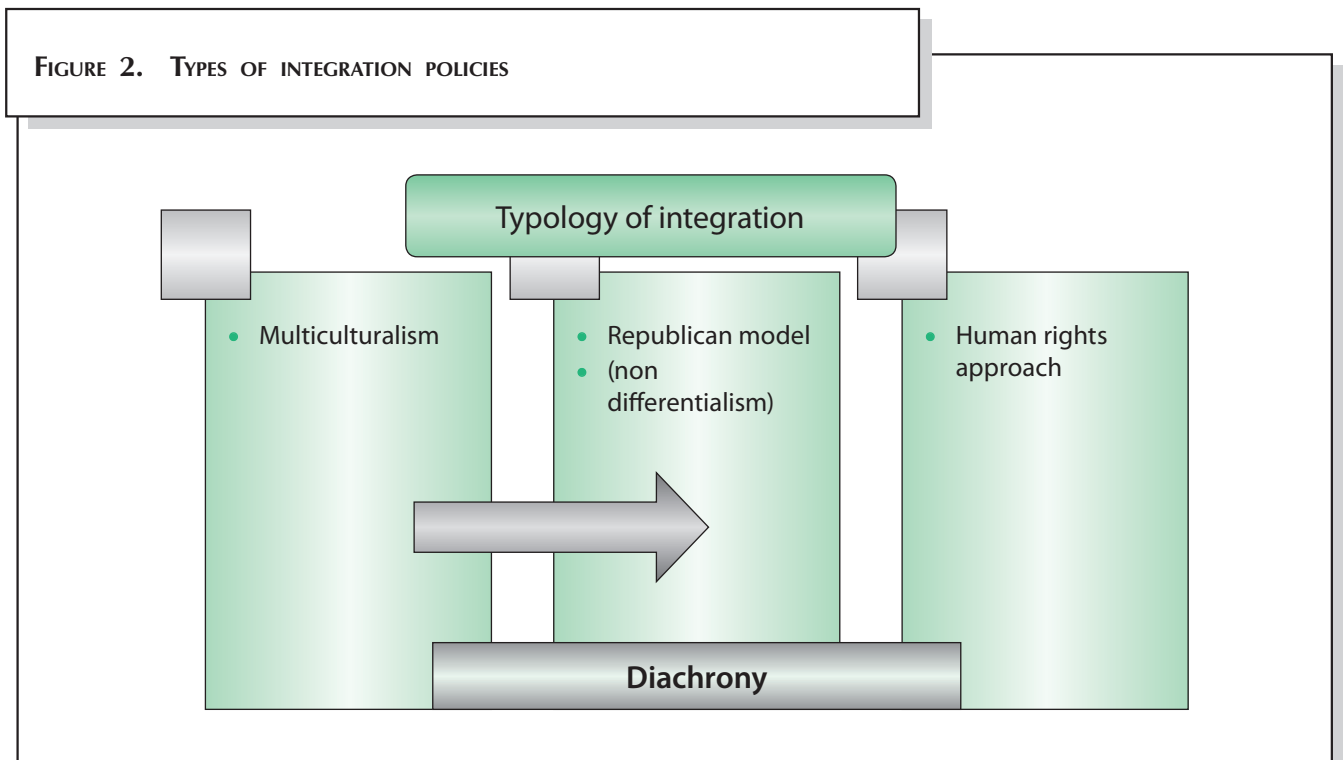 FIGURE 2. TYPES OF INTEGRATION POLICIES
Typology of integration
• Multiculturalism
• Republican model
• (non
differentialism)
• Human rights
approach
Diachrony